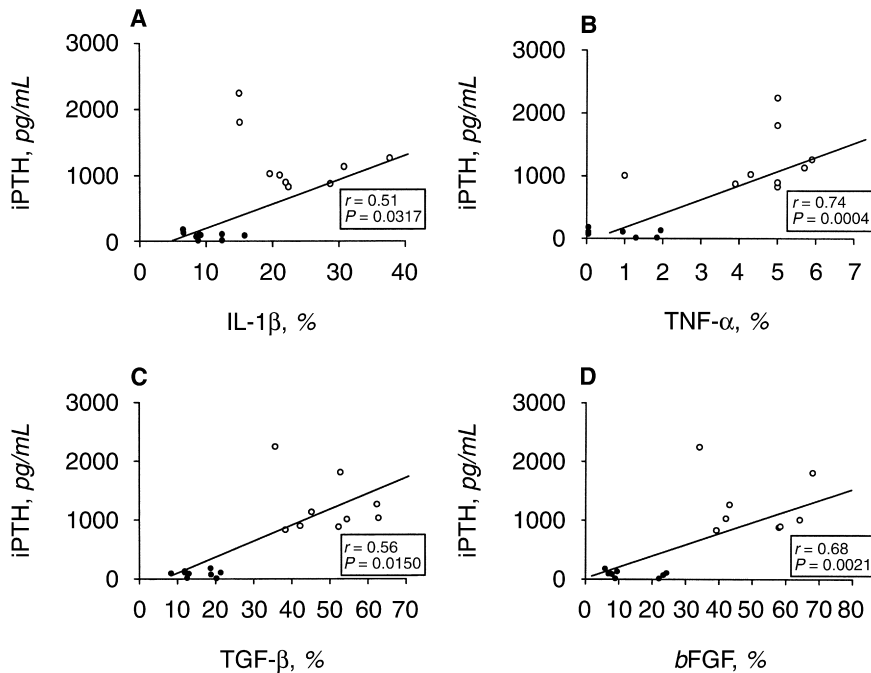 A
3000
2000
1000
0
iPTH, pg/mL
r = 0.51
P = 0.0317
0 10 20 30 40
IL-1β, %
B
3000
2000
1000
0
iPTH, pg/mL
r = 0.74
P = 0.0004
0 1 2 3 4 5 6 7
TNF-α, %
C
3000
2000
1000
0
iPTH, pg/mL
r = 0.56
P = 0.0150
0 10 20 30 40 50 60 70
TGF-β, %
D
3000
2000
1000
0
iPTH, pg/mL
r = 0.68
P = 0.0021
0 10 20 30 40 50 60 70 80
bFGF, %